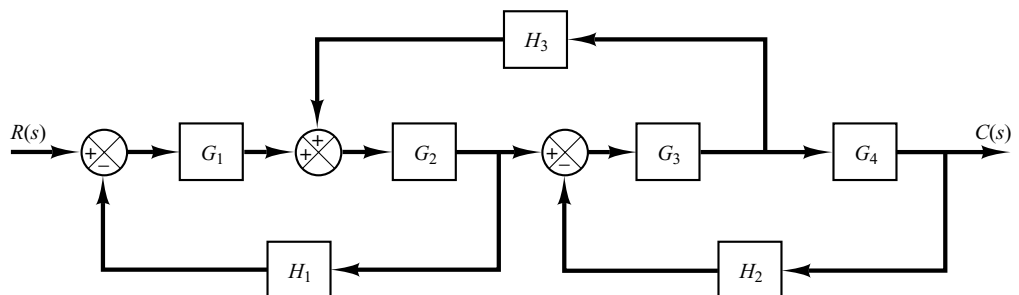 H3
R(s)
C(s)
+
+
+
+
−
G1
G2
+
−
G3
G4
H1
H2